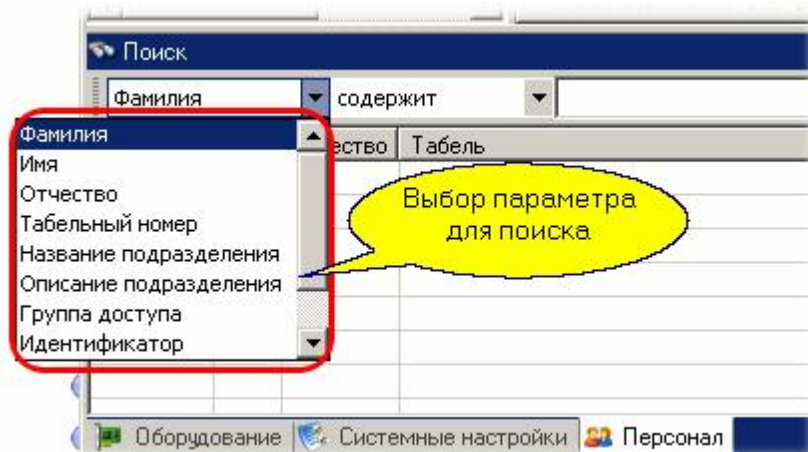 Поиск
Фамилия содержит
Фамилия
Имя
Отчество
Табельный номер
Название подразделения
Описание подразделения
Группа доступа
Идентификатор
ество Табель
Выбор параметра
для поиска
Оборудование Системные настройки Персонал